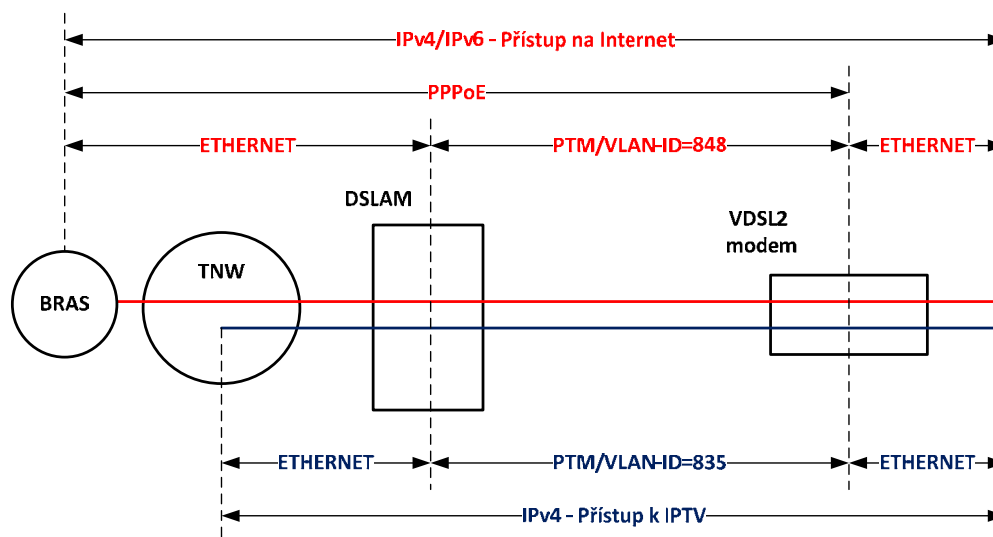 IPv4/IPv6 - Přístup na Internet
PPPoE
ETHERNET
PTM/VLAN-ID=848
ETHERNET
DSLAM
VDSL2
modem
TNW
BRAS
ETHERNET
PTM/VLAN-ID=835
ETHERNET
IPv4 - Přístup k IPTV